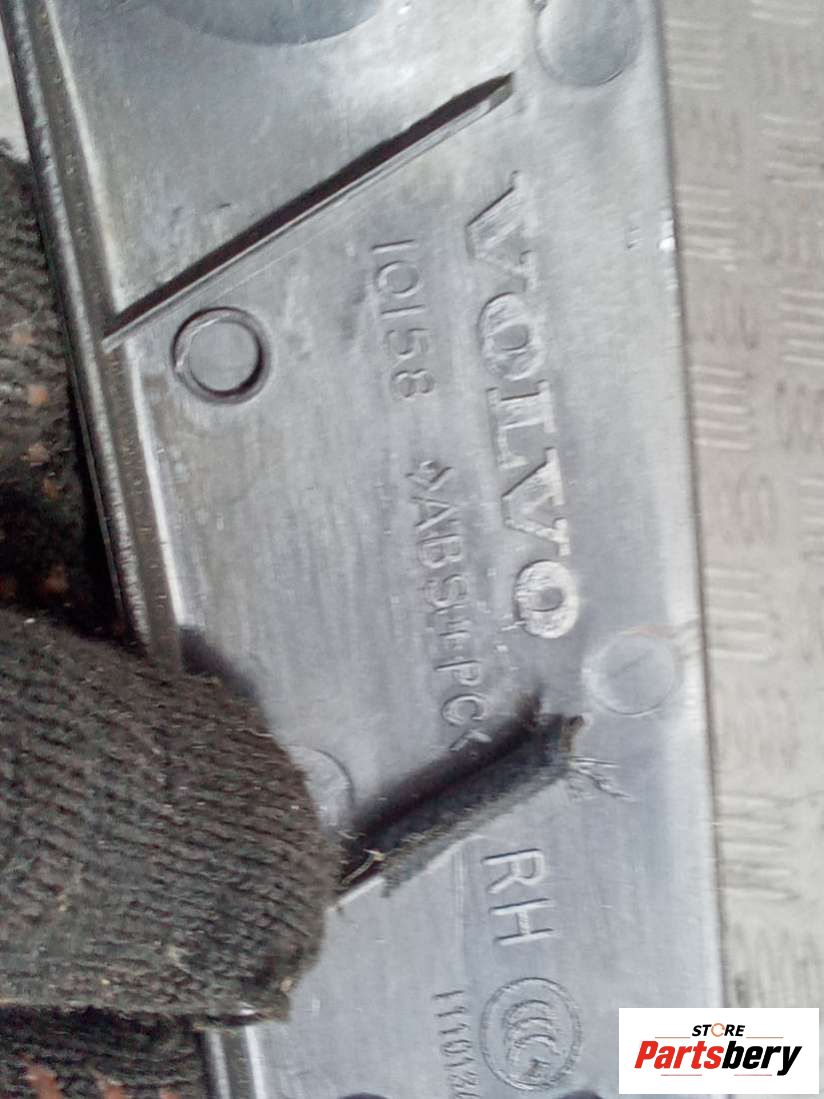 VOLVO
10158 >ABS+PC<
RH
STORE
Partsbery